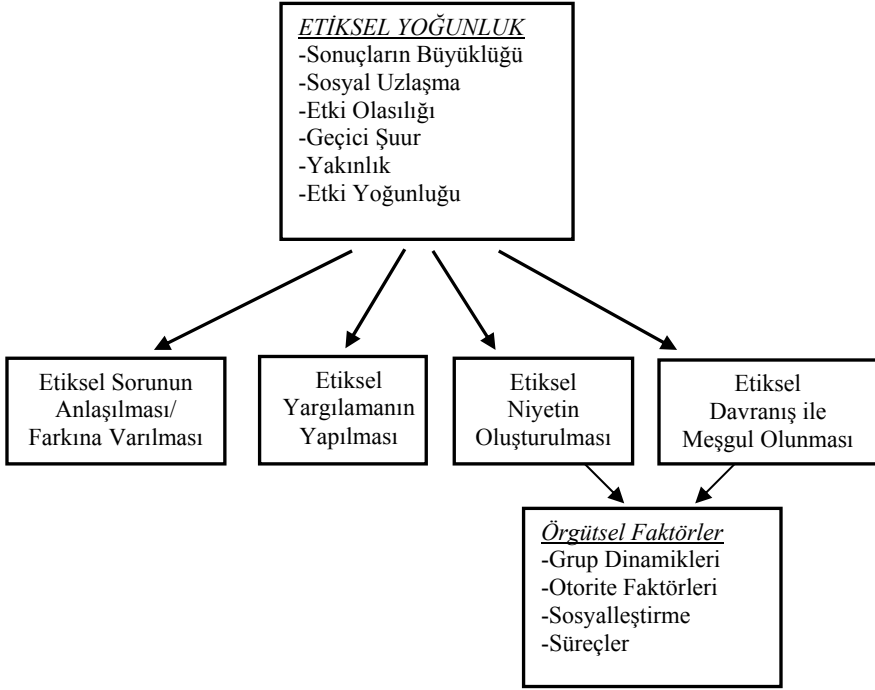 ETİKSEL YOĞUNLUK
-Sonuçların Büyüklüğü
-Sosyal Uzlaşma
-Etki Olasılığı
-Geçici Şuur
-Yakınlık
-Etki Yoğunluğu
Etiksel Sorunun
Anlaşılması/
Farkına Varılması
Etiksel
Yargılamanın
Yapılması
Etiksel
Niyetin
Oluşturulması
Etiksel
Davranış ile
Meşgul Olunması
Örgütsel Faktörler
-Grup Dinamikleri
-Otorite Faktörleri
-Sosyalleştirme
-Süreçler